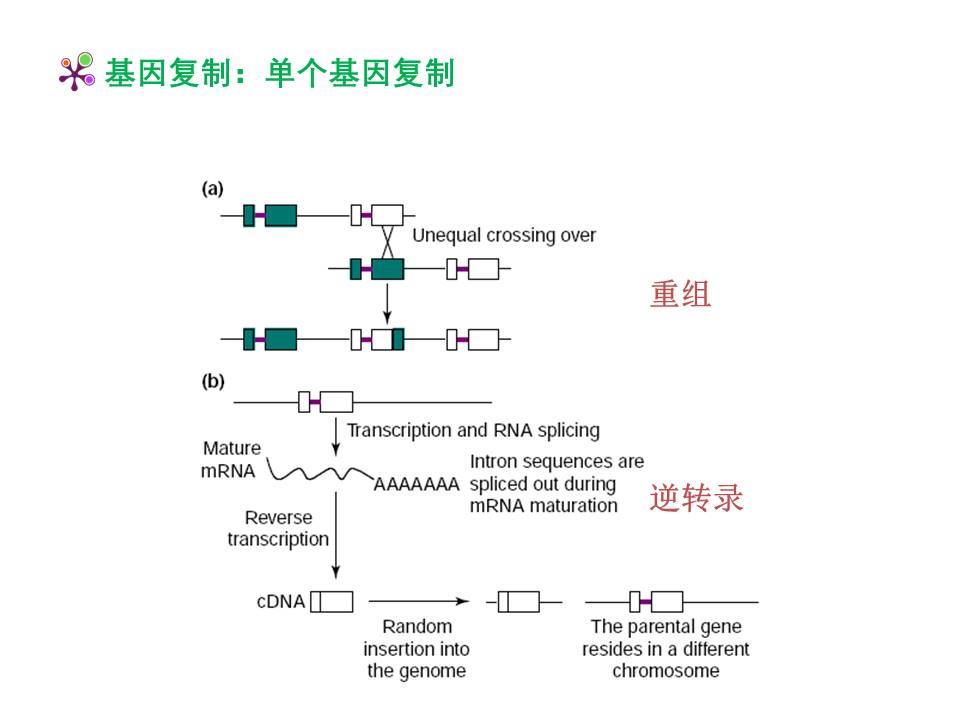 基因复制：单个基因复制
(a)
Unequal crossing over
重组
(b)
Transcription and RNA splicing
Mature
mRNA
AAAAAAA
Intron sequences are
spliced out during
mRNA maturation
逆转录
Reverse
transcription
cDNA
Random
insertion into
the genome
The parental gene
resides in a different
chromosome